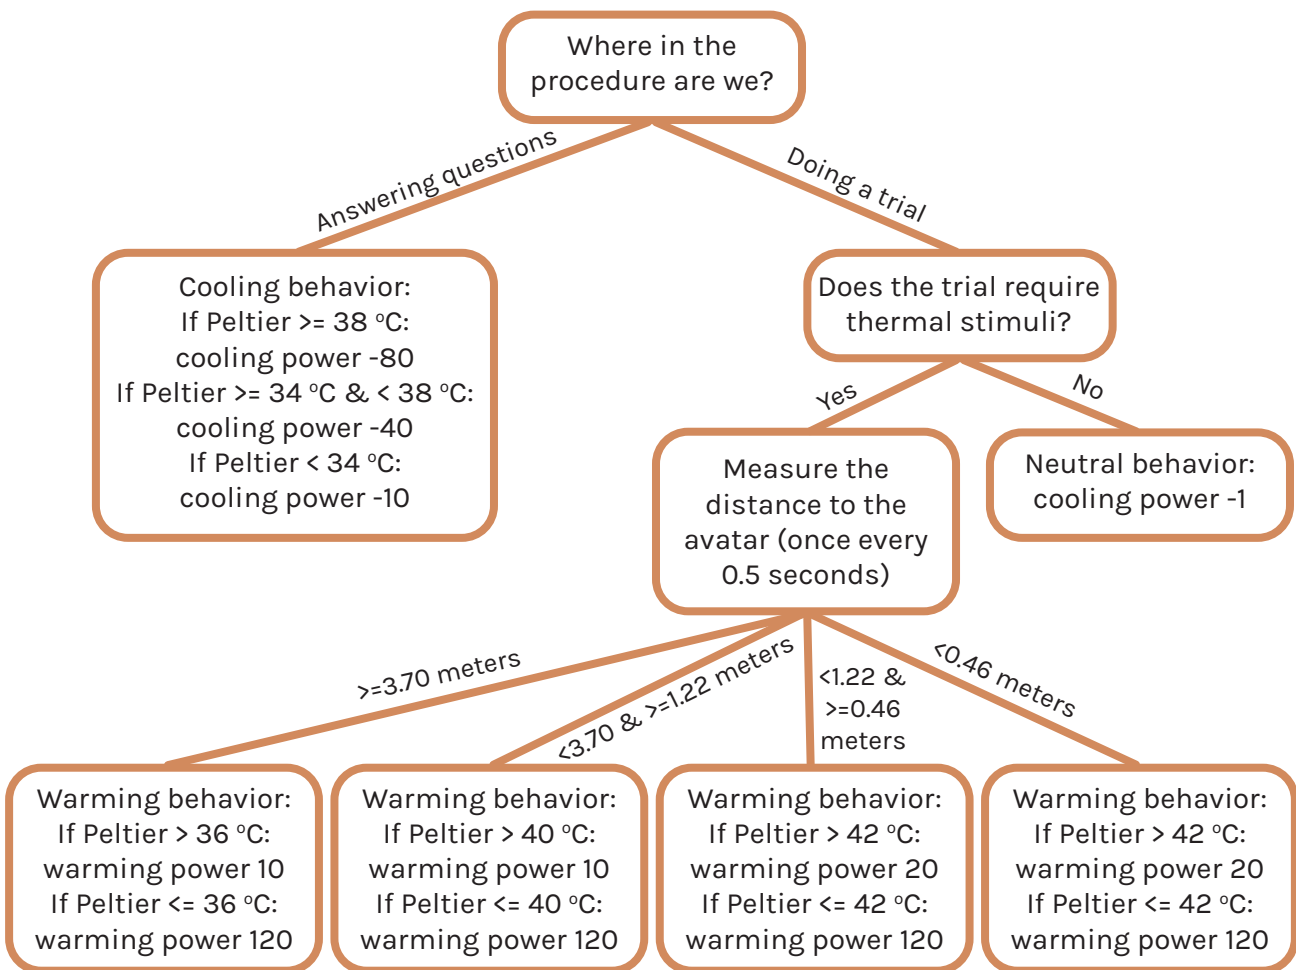 Where in the
procedure are we?
Answering questions
Doing a trial
Cooling behavior:
If Peltier >= 38 °C:
cooling power -80
If Peltier >= 34 °C & < 38 °C:
cooling power -40
If Peltier < 34 °C:
cooling power -10
Does the trial require
thermal stimuli?
Yes
No
Measure the
distance to the
avatar (once every
0.5 seconds)
Neutral behavior:
cooling power -1
>=3.70 meters
<3.70 & >=1.22 meters
<1.22 &
>=0.46
meters
<0.46 meters
Warming behavior:
If Peltier > 36 °C:
warming power 10
If Peltier <= 36 °C:
warming power 120
Warming behavior:
If Peltier > 40 °C:
warming power 10
If Peltier <= 40 °C:
warming power 120
Warming behavior:
If Peltier > 42 °C:
warming power 20
If Peltier <= 42 °C:
warming power 120
Warming behavior:
If Peltier > 42 °C:
warming power 20
If Peltier <= 42 °C:
warming power 120